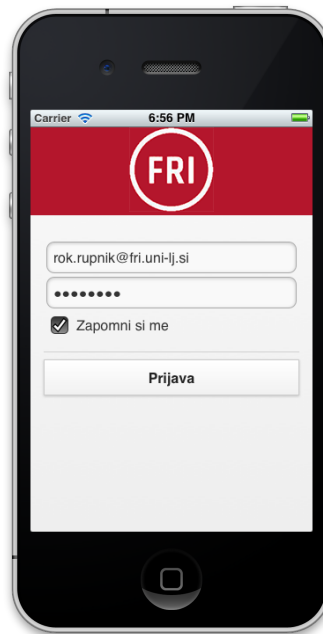 Carrier 6:56 PM
FRI
rok.rupnik@fri.uni-lj.si
••••••••
Zapomni si me
Prijava